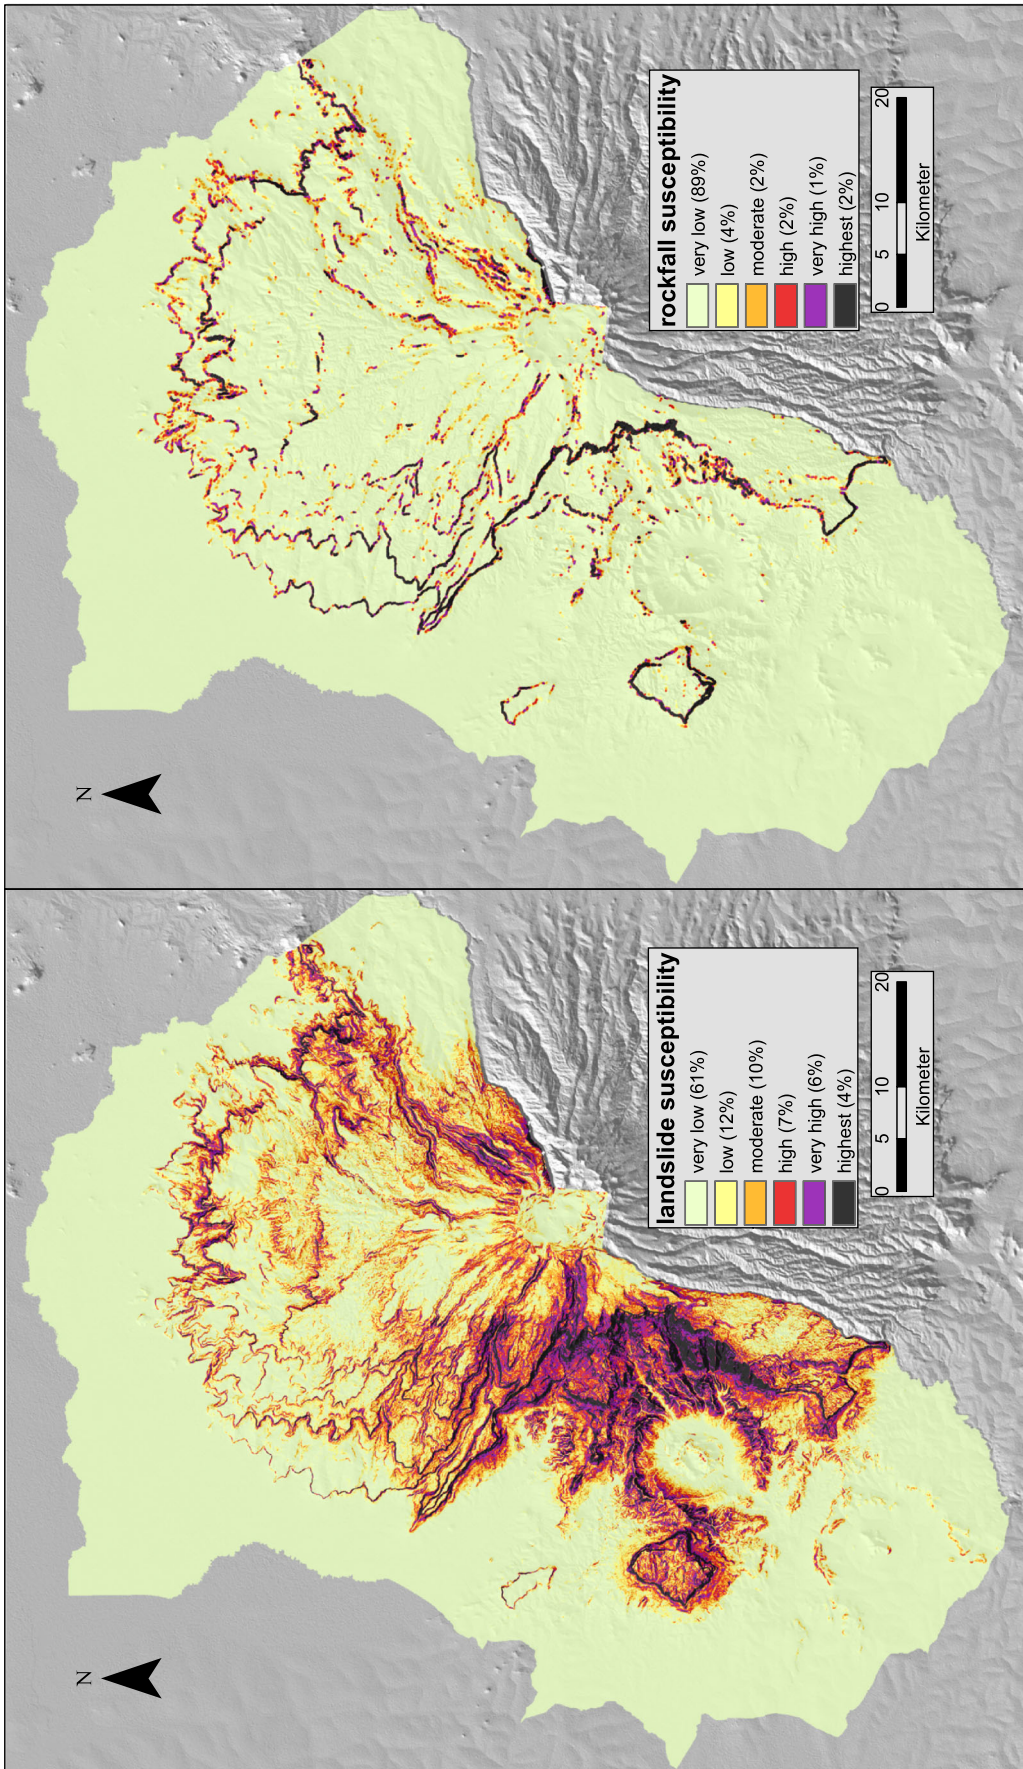 N
rockfall susceptibility
very low (89%)
low (4%)
moderate (2%)
high (2%)
very high (1%)
highest (2%)
0 5 10 20
Kilometer
N
landslide susceptibility
very low (61%)
low (12%)
moderate (10%)
high (7%)
very high (6%)
highest (4%)
0 5 10 20
Kilometer